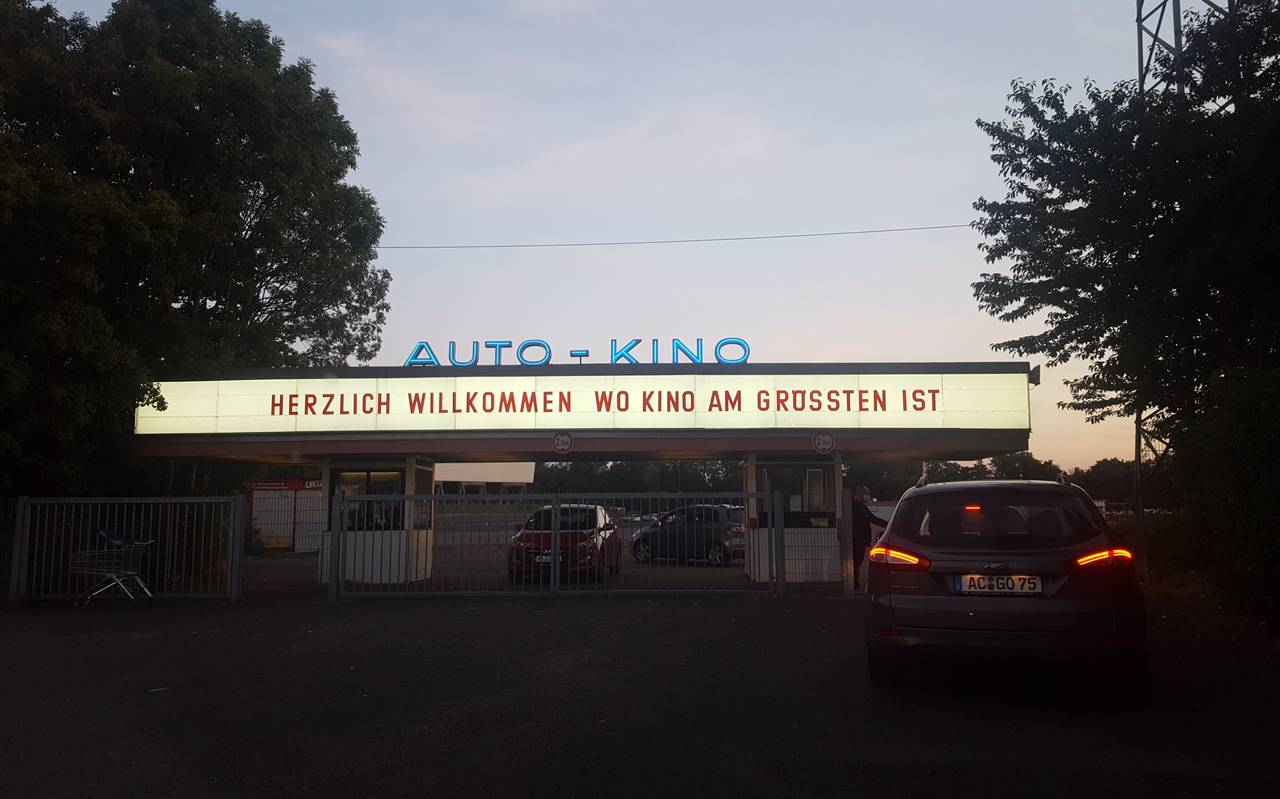 AUTO - KINO
HERZLICH WILLKOMMEN WO KINO AM GRÖSSTEN IST
AC GO 75